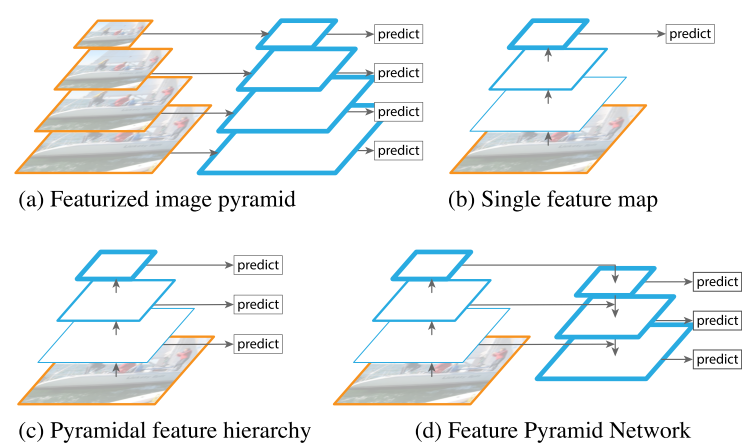 predict
predict
predict
predict
(a) Featurized image pyramid
predict
(b) Single feature map
predict
predict
predict
(c) Pyramidal feature hierarchy
predict
predict
predict
(d) Feature Pyramid Network